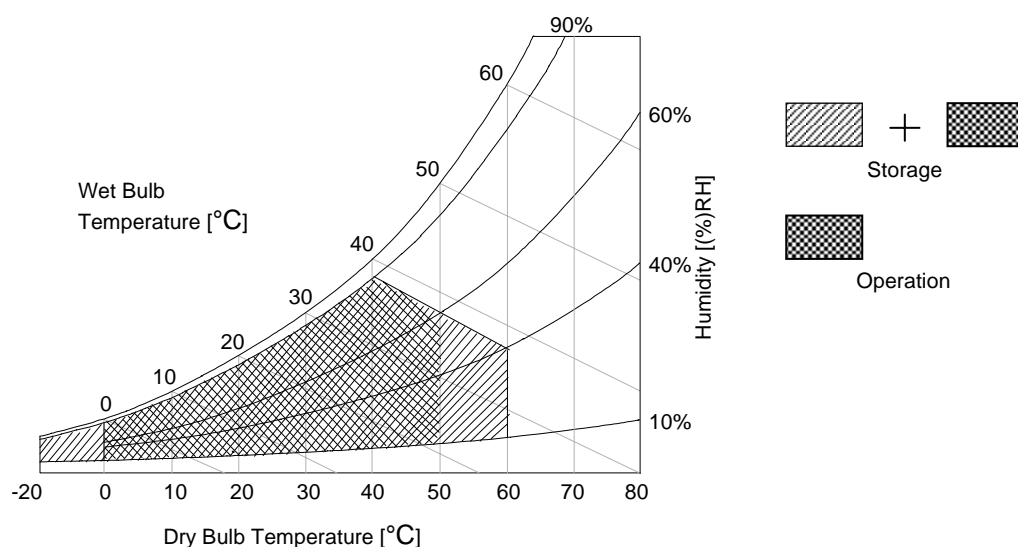 90%
60
60%
50
Wet Bulb
Temperature [°C]
40
40%
30
20
10
0
10%
Humidity [(%)RH]
-20 0 10 20 30 40 50 60 70 80
Dry Bulb Temperature [°C]
+
Storage
Operation